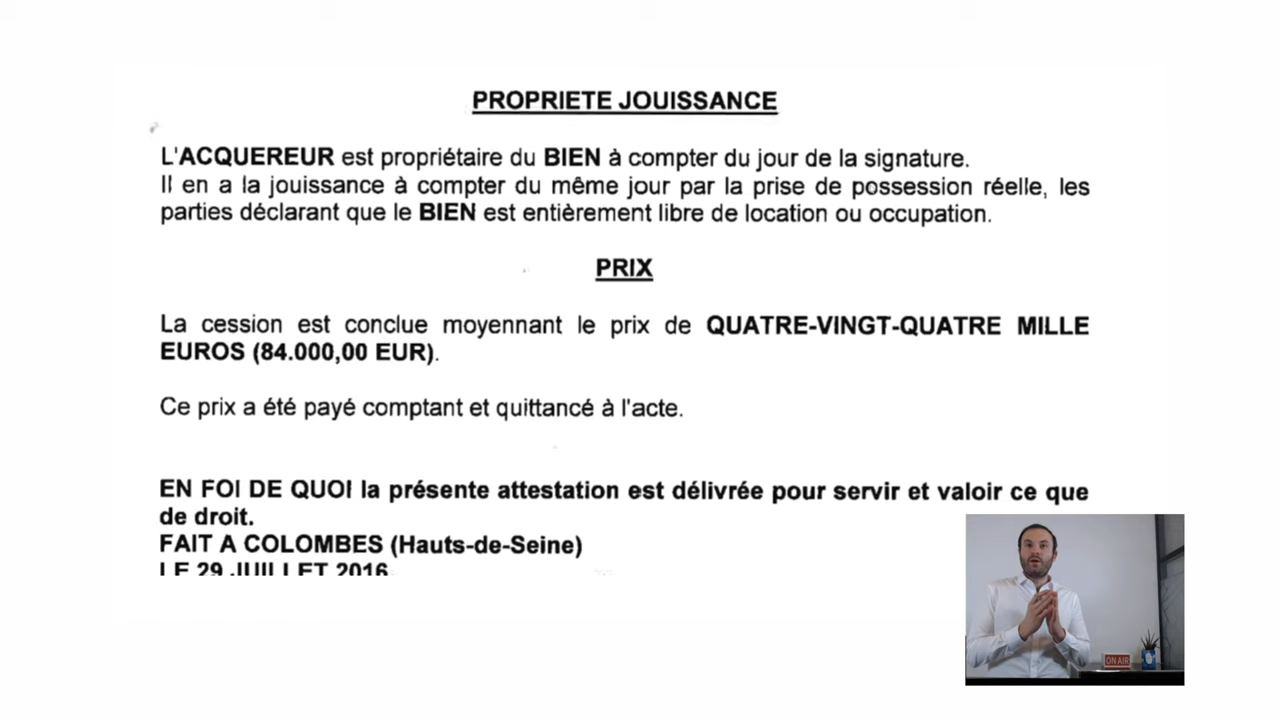 PROPRIETE JOUISSANCE
L'ACQUEREUR est propriétaire du BIEN à compter du jour de la signature.
Il en a la jouissance à compter du même jour par la prise de possession réelle, les
parties déclarant que le BIEN est entièrement libre de location ou occupation.
PRIX
La cession est conclue moyennant le prix de QUATRE-VINGT-QUATRE MILLE
EUROS (84.000,00 EUR).
Ce prix a été payé comptant et quittancé à l'acte.
EN FOI DE QUOI la présente attestation est délivrée pour servir et valoir ce que
de droit.
FAIT A COLOMBES (Hauts-de-Seine)
LE 29 JUILLET 2016
ON AIR